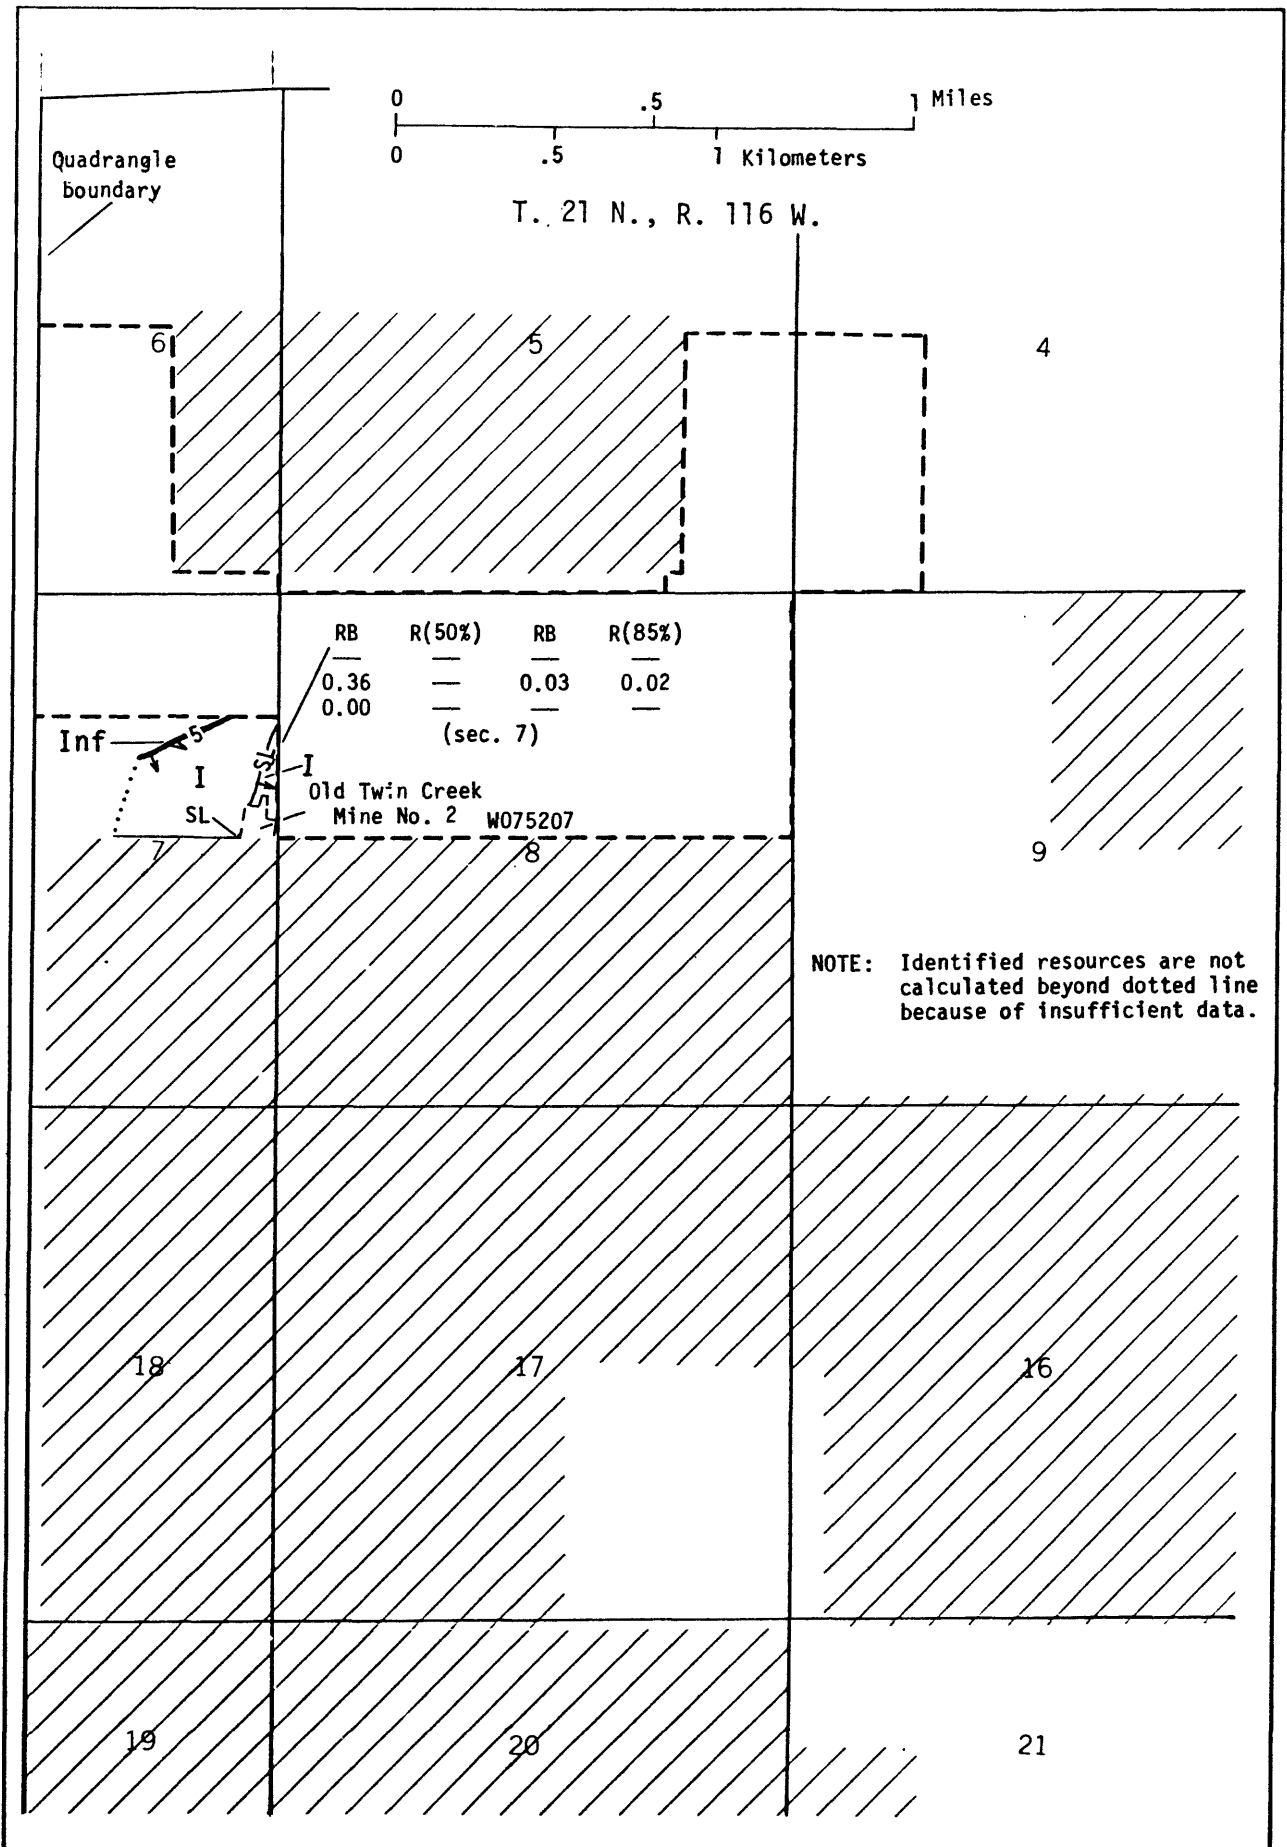 0 .5 1 Miles
0 .5 1 Kilometers
Quadrangle
boundary
T. 21 N., R. 116 W.
6 5 4
RB R(50%) RB R(85%)
— — — —
0.36 — 0.03 0.02
0.00 — — —
(sec. 7)
Inf 5
I SL I
5
Old Twin Creek
SL Mine No. 2 W075207
7 8 9
NOTE: Identified resources are not
calculated beyond dotted line
because of insufficient data.
18 17 16
19 20 21